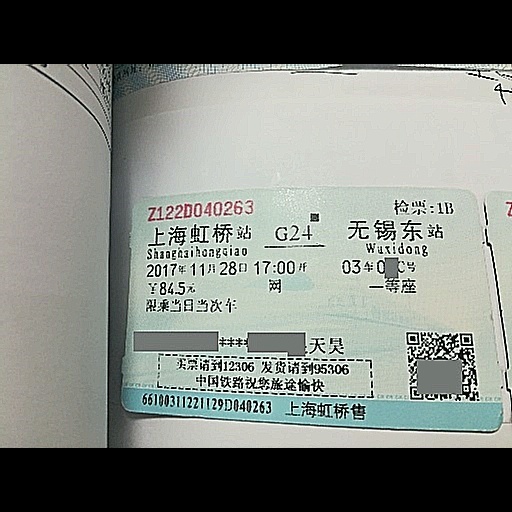 Z122D040263 检票:1B
上海虹桥站 G24 无锡东站
Shanghaihongqiao Wuxidong
2017年11月28日17:00开 03车0 C号
￥84.5元 网 一等座
限乘当日当次车
**** 天昊
买票请到12306 发货请到95306
中国铁路祝您旅途愉快
66100311221129D040263 上海虹桥售